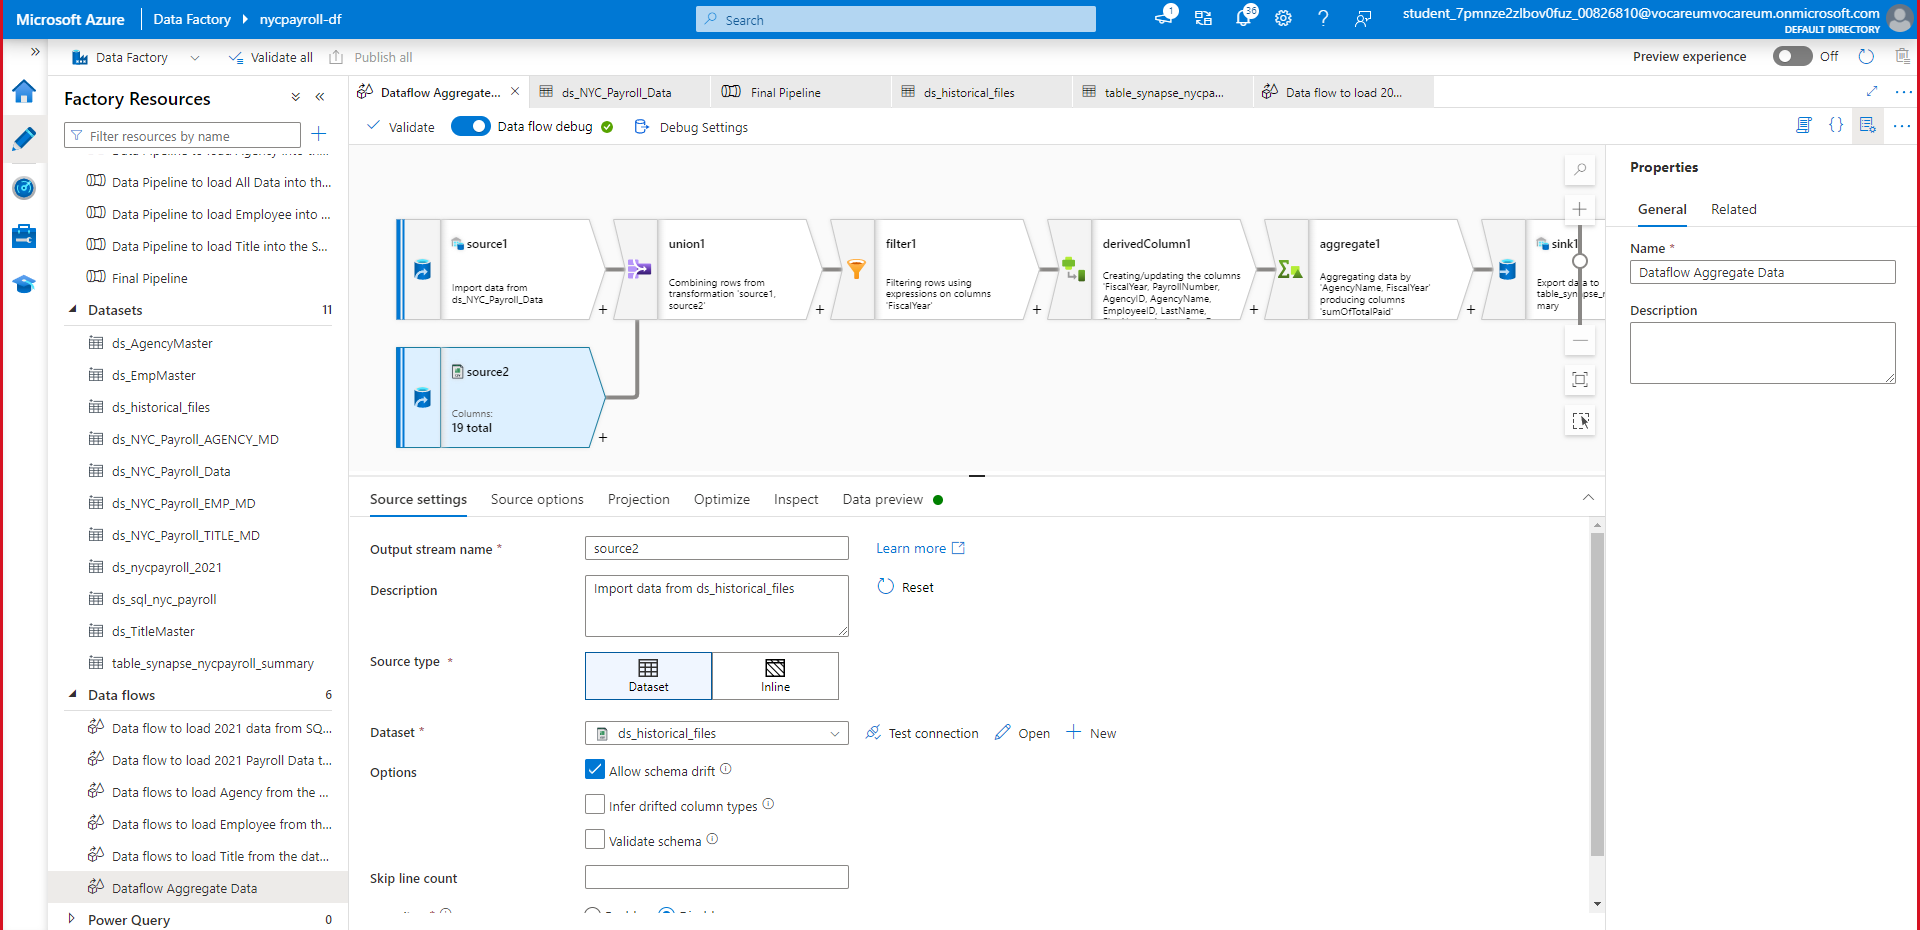 Microsoft Azure
Data Factory
nycpayroll-df
Search
1
36
student_7pmnze2zlbov0fuz_00826810@vocareumvocareum.onmicrosoft.com
DEFAULT DIRECTORY
Data Factory
Validate all
Publish all
Preview experience
Off
Factory Resources
Filter resources by name
Data Pipeline to load All Data into th...
Data Pipeline to load Employee into ...
Data Pipeline to load Title into the S...
Final Pipeline
Datasets
11
ds_AgencyMaster
ds_EmpMaster
ds_historical_files
ds_NYC_Payroll_AGENCY_MD
ds_NYC_Payroll_Data
ds_NYC_Payroll_EMP_MD
ds_NYC_Payroll_TITLE_MD
ds_nycpayroll_2021
ds_sql_nyc_payroll
ds_TitleMaster
table_synapse_nycpayroll_summary
Data flows
6
Data flow to load 2021 data from SQ...
Data flow to load 2021 Payroll Data t...
Data flows to load Agency from the ...
Data flows to load Employee from th...
Data flows to load Title from the dat...
Dataflow Aggregate Data
Power Query
0
Dataflow Aggregate...
ds_NYC_Payroll_Data
Final Pipeline
ds_historical_files
table_synapse_nycpa...
Data flow to load 20...
Validate
Data flow debug
Debug Settings
source1
Import data from
ds_NYC_Payroll_Data
union1
Combining rows from
transformation 'source1,
source2'
filter1
Filtering rows using
expressions on columns
'FiscalYear'
derivedColumn1
Creating/updating the columns
'FiscalYear, PayrollNumber,
AgencyID, AgencyName,
EmployeeID, LastName,
aggregate1
Aggregating data by
'AgencyName, FiscalYear'
producing columns
'sumOfTotalPaid'
sink1
Export data to
mary
source2
Columns:
19 total
Source settings
Source options
Projection
Optimize
Inspect
Data preview
Output stream name *
source2
Learn more
Description
Import data from ds_historical_files
Reset
Source type *
Dataset
Inline
Dataset *
ds_historical_files
Test connection
Open
New
Options
Allow schema drift
Infer drifted column types
Validate schema
Skip line count
Properties
General
Related
Name *
Dataflow Aggregate Data
Description